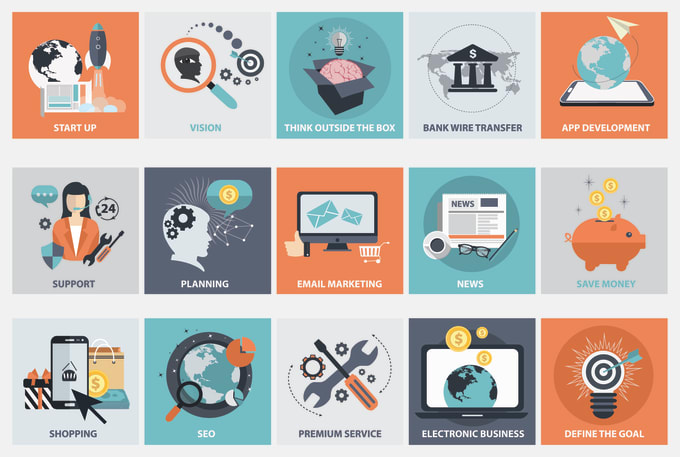 START UP
VISION
THINK OUTSIDE THE BOX
$
BANK WIRE TRANSFER
APP DEVELOPMENT
24
SUPPORT
$
PLANNING
EMAIL MARKETING
NEWS
NEWS
$
$
$
SAVE MONEY
$
SHOPPING
SEO
PREMIUM SERVICE
$
$
$
ELECTRONIC BUSINESS
DEFINE THE GOAL